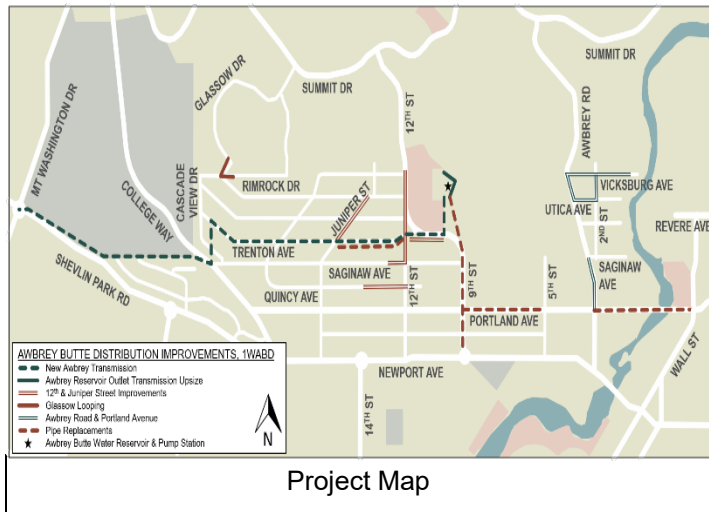 SUMMIT DR
SUMMIT DR
GLASSOW DR
MT WASHINGTON DR
12TH ST
AWBREY RD
COLLEGE WAY
CASCADE
VIEW DR
RIMROCK DR
JUNIPER ST
VICKSBURG AVE
UTICA AVE
2ND ST
REVERE AVE
TRENTON AVE
SHEVLIN PARK RD
SAGINAW AVE
SAGINAW
AVE
QUINCY AVE
12TH ST
9TH ST
5TH ST
PORTLAND AVE
WALL ST
NEWPORT AVE
14TH ST
AWBREY BUTTE DISTRIBUTION IMPROVEMENTS, 1WABD
New Awbrey Transmission
Awbrey Reservoir Outlet Transmission Upsize
12th & Juniper Street Improvements
Glassow Looping
Awbrey Road & Portland Avenue
Pipe Replacements
Awbrey Butte Water Reservoir & Pump Station
N
Project Map